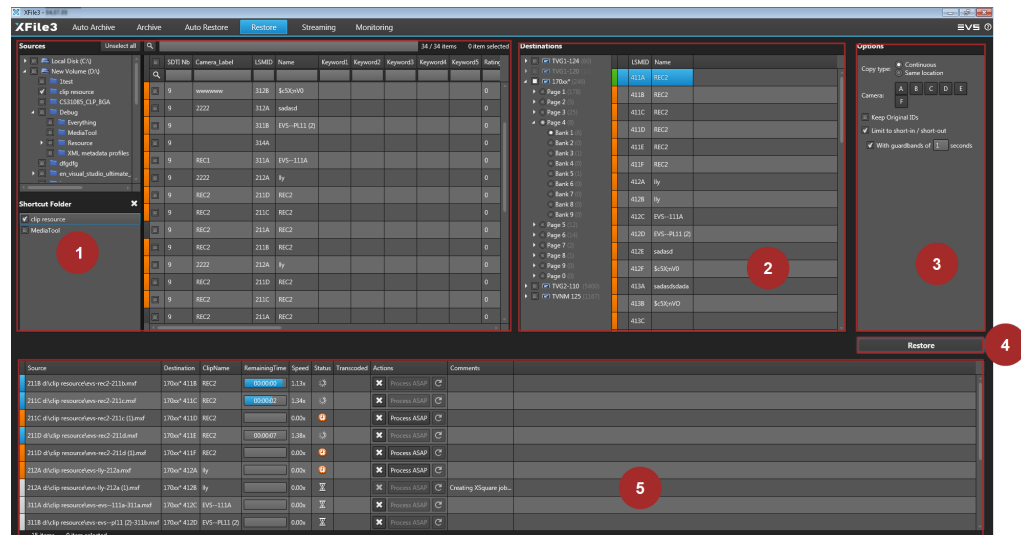 XFile3 -
XFile3 Auto Archive Archive Auto Restore Restore Streaming Monitoring EVS
Sources Unselect all 34 / 34 items 0 item selected
Local Disk (C:\)
New Volume (D:\)
1test
clip resource
CS31085_CLP_BGA
Debug
Everything
MediaTool
Resource
XML metadata profiles
dfgdfg
en_visual_studio_ultimate_
Shortcut Folder
clip resource
MediaTool
1
SDTI Nb Camera_Label LSMID Name Keyword1 Keyword2 Keyword3 Keyword4 Keyword5 Rating
9 wwwwww 312B $c5X¡nV0 0
9 2222 312A sadasd 0
9 311B EVS--PL11 (2) 0
9 314A
9 REC1 311A EVS--111A 0
9 2222 212A lly 0
9 REC2 211D REC2 0
9 REC2 211C REC2 0
9 REC2 211A REC2 0
9 REC2 211B REC2 0
9 2222 212A lly 0
9 REC2 211D REC2 0
9 REC2 211C REC2 0
9 REC2 211A REC2 0
Destinations
TVG1-124
TVG1-120
170xx*
Page 1
Page 2
Page 3
Page 4
Bank 1
Bank 2
Bank 3
Bank 4
Bank 5
Bank 6
Bank 7
Bank 8
Bank 9
Page 5
Page 6
Page 7
Page 8
Page 9
Page 0
TVG2-110 (5400)
TVNM 125
LSMID Name
411A REC2
411B REC2
411C REC2
411D REC2
411E REC2
411F REC2
412A lly
412B lly
412C EVS--111A
412D EVS--PL11 (2)
412E sadasd
412F $c5X¡nV0
413A sadasdsdada
413B $c5X¡nVO
413C
2
Options
Copy type: Continuous
Same location
Camera: A B C D E
F
Keep Original IDs
Limit to short-in / short-out
With guardbands of 1 seconds
3
Restore
4
Source Destination ClipName RemainingTime Speed Status Transcoded Actions Comments
211B d:\clip resource\evs-rec2-211b.mxf 170xx* 411B REC2 00:00:00 1.13x Process ASAP
211C d:\clip resource\evs-rec2-211c.mxf 170xx* 411C REC2 00:00:02 1.34x Process ASAP
211C d:\clip resource\evs-rec2-211c (1).mxf 170xx* 411D REC2 0.00x Process ASAP
211D d:\clip resource\evs-rec2-211d.mxf 170xx* 411E REC2 00:00:07 1.38x Process ASAP
211D d:\clip resource\evs-rec2-211d (1).mxf 170xx* 411F REC2 0.00x Process ASAP
212A d:\clip resource\evs-lly-212a.mxf 170xx* 412A lly 0.00x Process ASAP
212A d:\clip resource\evs-lly-212a (1).mxf 170xx* 412B lly 0.00x Process ASAP Creating XSquare job...
311A d:\clip resource\evs-evs--111a-311a.mxf 170xx* 412C EVS--111A 0.00x Process ASAP
311B d:\clip resource\evs-evs--pl11 (2)-311b.mxf 170xx* 412D EVS--PL11 (2) 0.00x Process ASAP
15 items 0 item selected
5